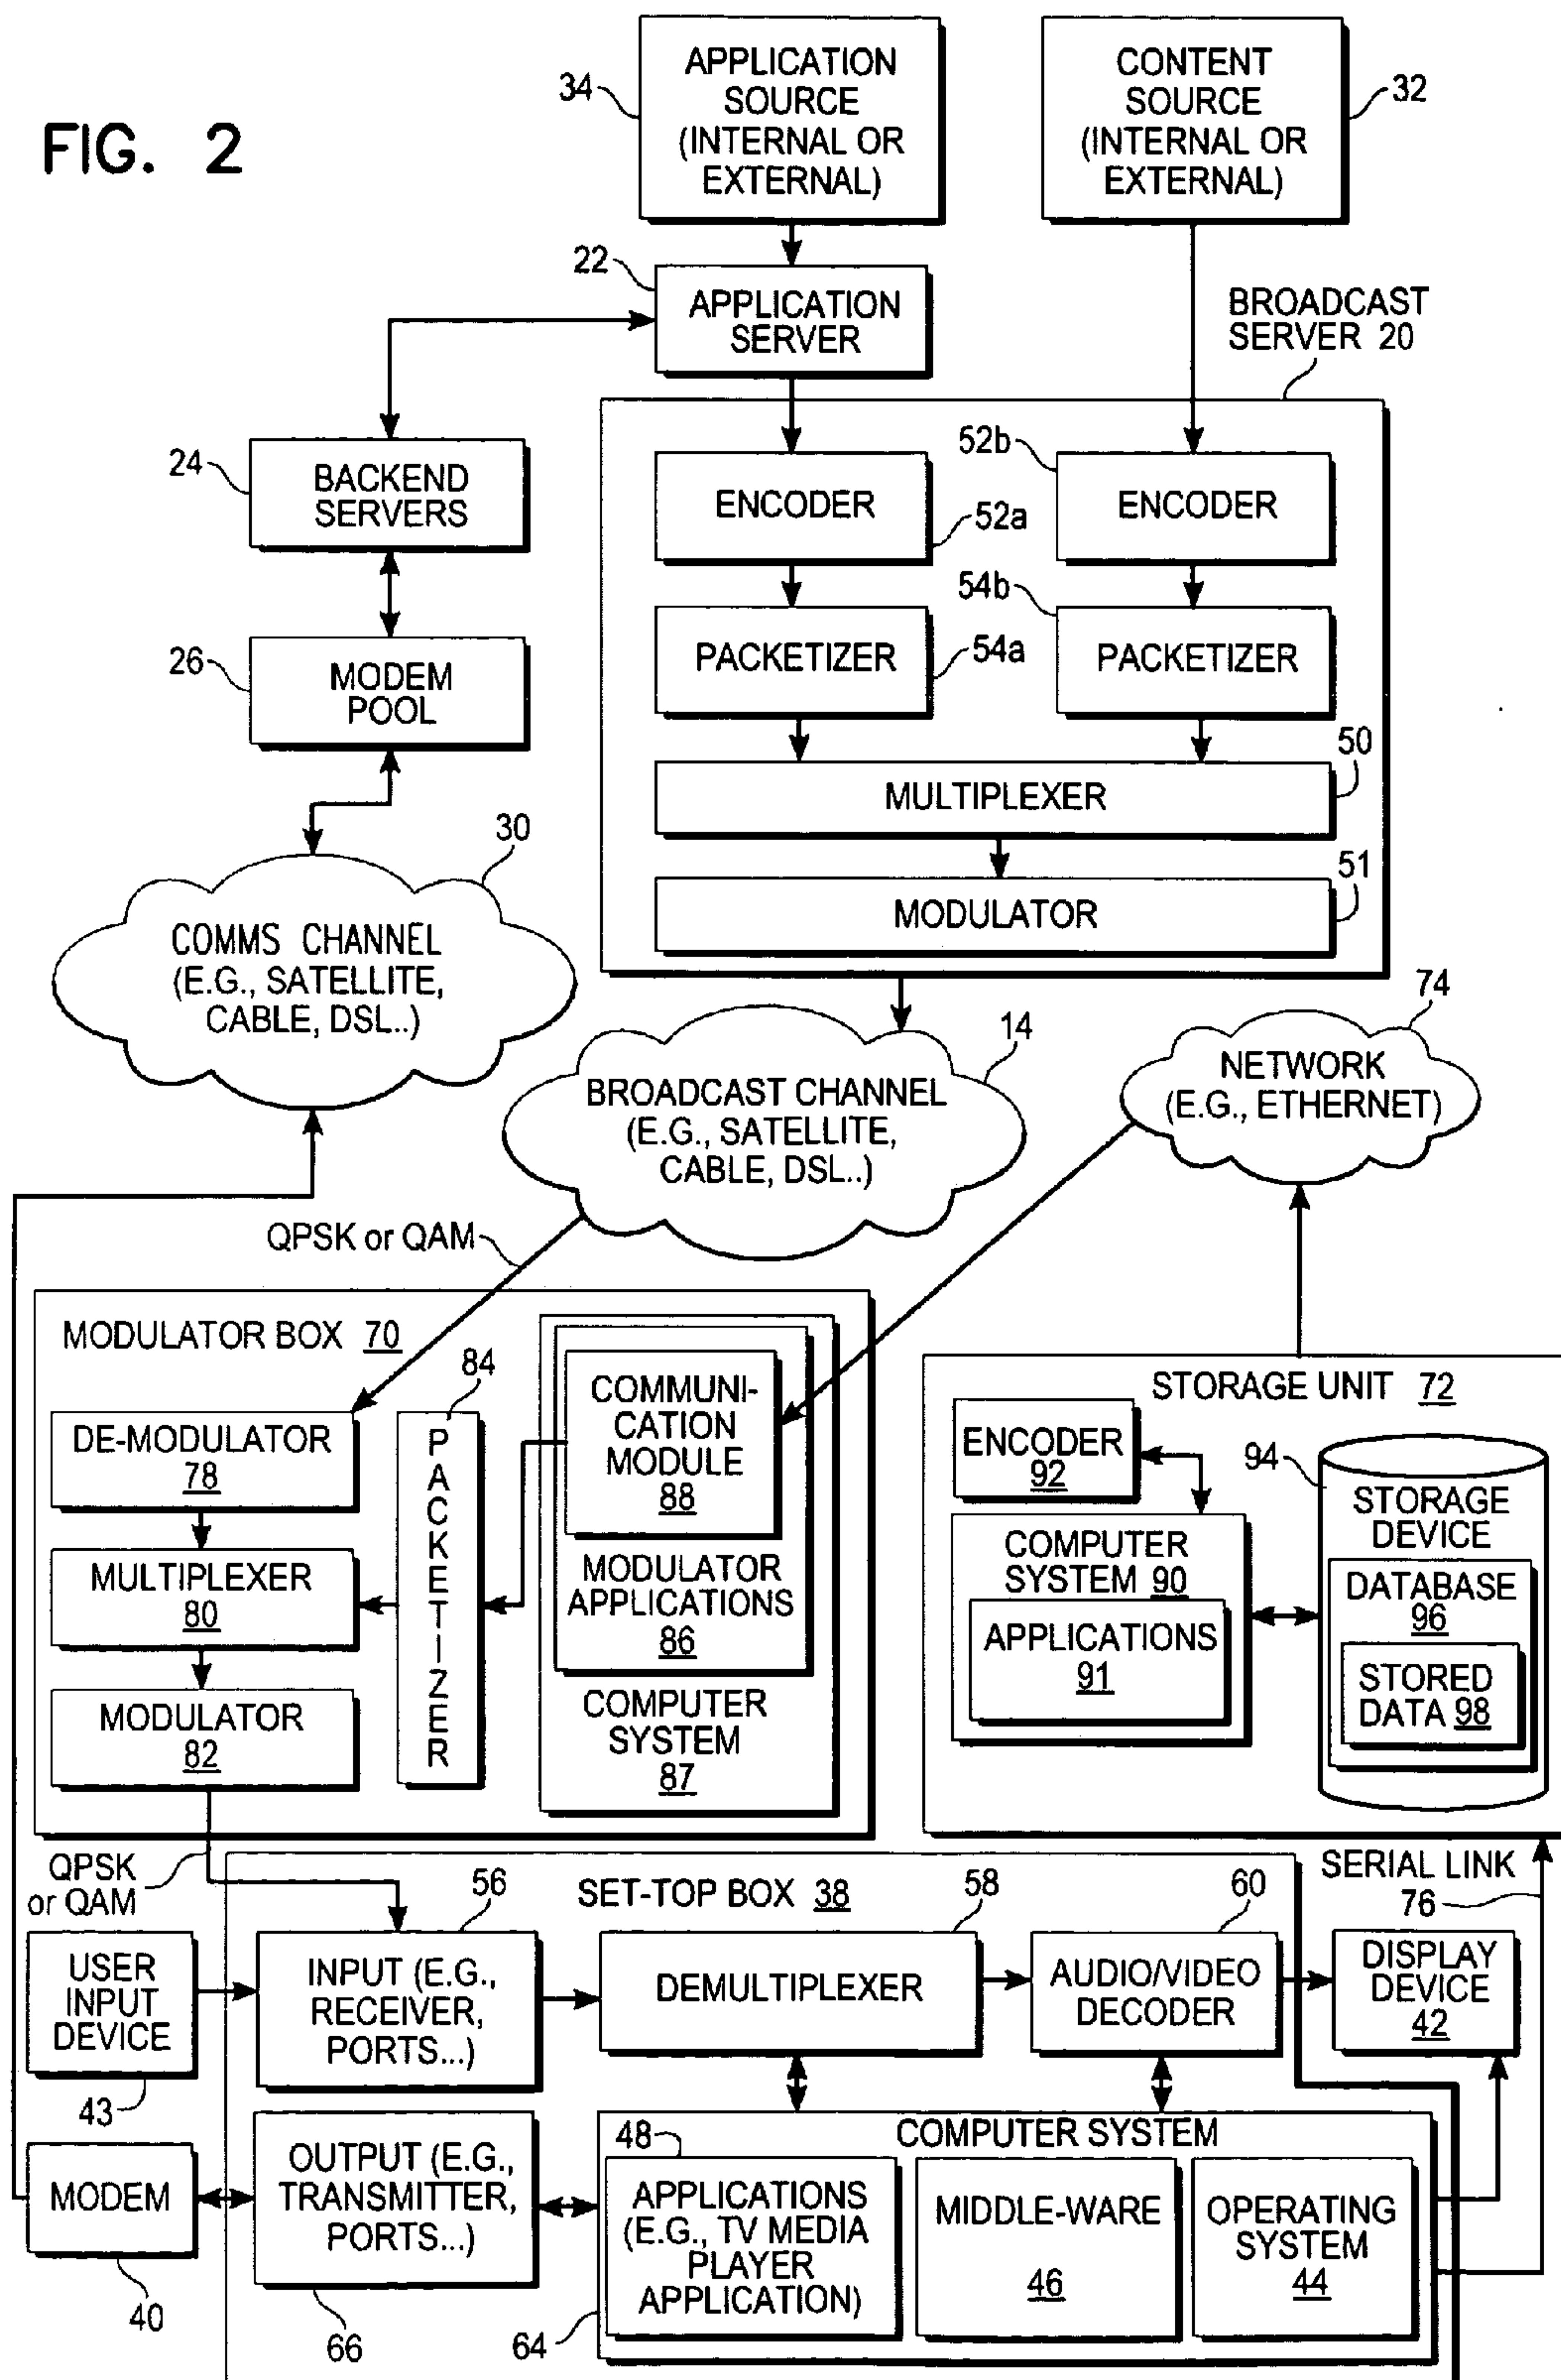 FIG. 2
34
APPLICATION
SOURCE
(INTERNAL OR
EXTERNAL)
CONTENT
SOURCE
(INTERNAL OR
EXTERNAL)
32
22
APPLICATION
SERVER
BROADCAST
SERVER 20
24
BACKEND
SERVERS
ENCODER
52a
52b
ENCODER
26
MODEM
POOL
PACKETIZER
54a
54b
PACKETIZER
50
MULTIPLEXER
51
MODULATOR
30
COMMS CHANNEL
(E.G., SATELLITE,
CABLE, DSL..)
14
BROADCAST CHANNEL
(E.G., SATELLITE,
CABLE, DSL..)
74
NETWORK
(E.G., ETHERNET)
QPSK or QAM
MODULATOR BOX 70
DE-MODULATOR
78
MULTIPLEXER
80
MODULATOR
82
84
PACKETIZER
COMMUNI-
CATION
MODULE
88
MODULATOR
APPLICATIONS
86
COMPUTER
SYSTEM
87
STORAGE UNIT 72
ENCODER
92
COMPUTER
SYSTEM 90
APPLICATIONS
91
94
STORAGE
DEVICE
DATABASE
96
STORED
DATA 98
QPSK
or QAM
SERIAL LINK
76
SET-TOP BOX 38
USER
INPUT
DEVICE
43
56
INPUT (E.G.,
RECEIVER,
PORTS...)
58
DEMULTIPLEXER
60
AUDIO/VIDEO
DECODER
DISPLAY
DEVICE
42
MODEM
40
OUTPUT (E.G.,
TRANSMITTER,
PORTS...)
66
COMPUTER SYSTEM
48
APPLICATIONS
(E.G., TV MEDIA
PLAYER
APPLICATION)
64
MIDDLE-WARE
46
OPERATING
SYSTEM
44